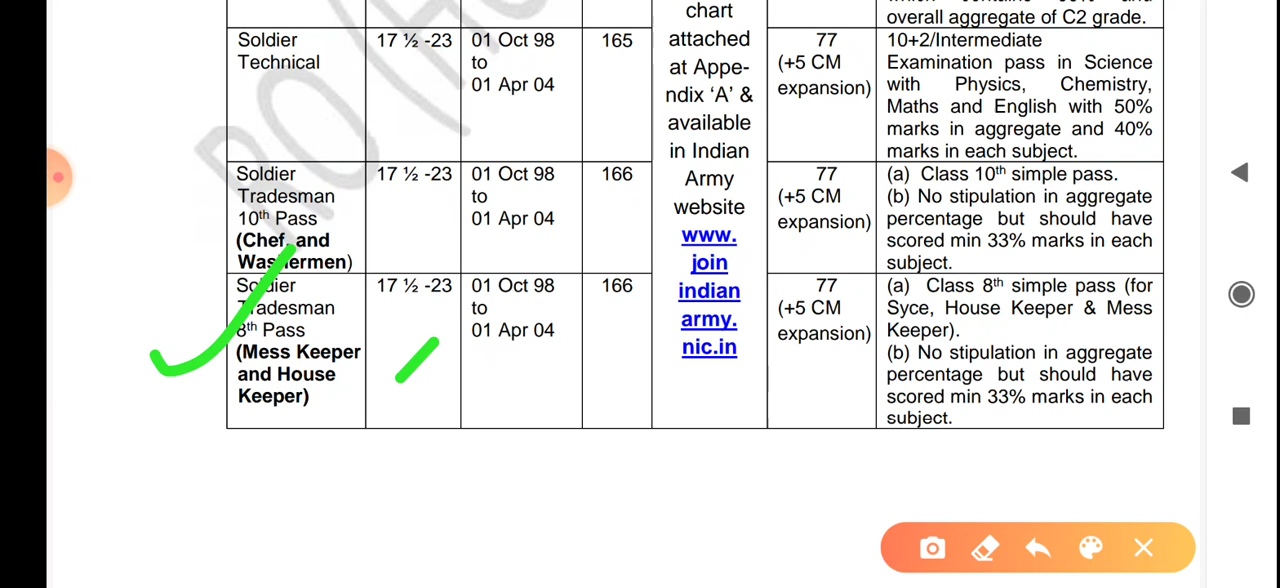 which contains 60% and
overall aggregate of C2 grade.
chart
attached
at Appe-
ndix ‘A’ &
available
in Indian
Army
website
www.
join
indian
army.
nic.in
Soldier
Technical
17 ½ -23
01 Oct 98
to
01 Apr 04
165
77
(+5 CM
expansion)
10+2/Intermediate
Examination pass in Science
with Physics, Chemistry,
Maths and English with 50%
marks in aggregate and 40%
marks in each subject.
Soldier
Tradesman
10th Pass
(Chef, and
Washermen)
17 ½ -23
01 Oct 98
to
01 Apr 04
166
77
(+5 CM
expansion)
(a) Class 10th simple pass.
(b) No stipulation in aggregate
percentage but should have
scored min 33% marks in each
subject.
Soldier
Tradesman
8th Pass
(Mess Keeper
and House
Keeper)
17 ½ -23
01 Oct 98
to
01 Apr 04
166
77
(+5 CM
expansion)
(a) Class 8th simple pass (for
Syce, House Keeper & Mess
Keeper).
(b) No stipulation in aggregate
percentage but should have
scored min 33% marks in each
subject.
RO (H